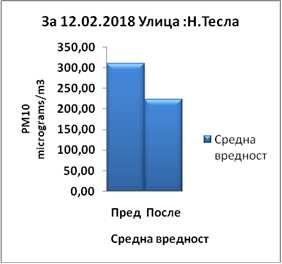 За 12.02.2018 Улица :Н.Тесла
PM10
micrograms/m3
350,00
300,00
250,00
200,00
150,00
100,00
50,00
0,00
Пред После
Средна вредност
Средна
вредност